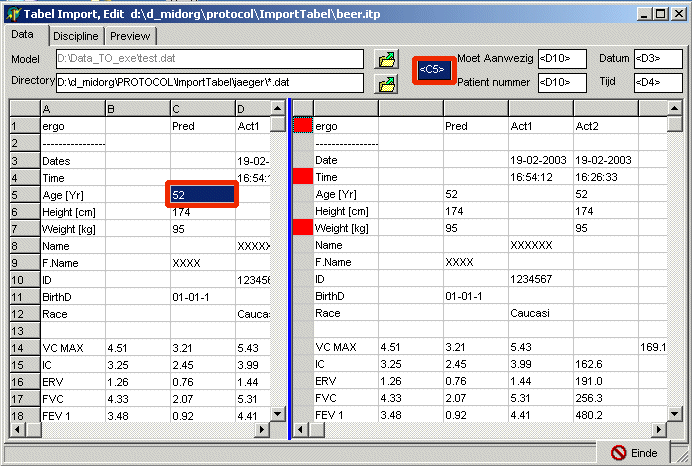 Tabel Import, Edit d:\d_midorg\protocol\ImportTabel\beer.itp
Data Discipline Preview
Model D:\Data_TO_exe\test.dat <C5> Moet Aanwezig <D10> Datum <D3>
Directory D:\d_midorg\PROTOCOL\ImportTabel\jaeger\*.dat Patient nummer <D10> Tijd <D4>
A B C D
1 ergo Pred Act1 ergo Pred Act1 Act2
2 ----------------
3 Dates 19-02- Date 19-02-2003 19-02-2003
4 Time 16:54:1 Time 16:54:12 16:26:33
5 Age [Yr] 52 Age [Yr] 52 52
6 Height [cm] 174 Height [cm] 174 174
7 Weight [kg] 95 Weight [kg] 95 95
8 Name XXXXX Name XXXXXX
9 F.Name XXXX F.Name XXXX
10 ID 1234567 ID 1234567
11 BirthD 01-01-1 BirthD 01-01-1
12 Race Caucasi Race Caucasi
13
14 VC MAX 4.51 3.21 5.43 VC MAX 4.51 3.21 5.43 169.1
15 IC 3.25 2.45 3.99 IC 3.25 2.45 3.99 162.6
16 ERV 1.26 0.76 1.44 ERV 1.26 0.76 1.44 191.0
17 FVC 4.33 2.07 5.31 FVC 4.33 2.07 5.31 256.3
18 FEV 1 3.48 0.92 4.41 FEV 1 3.48 0.92 4.41 480.2
Einde